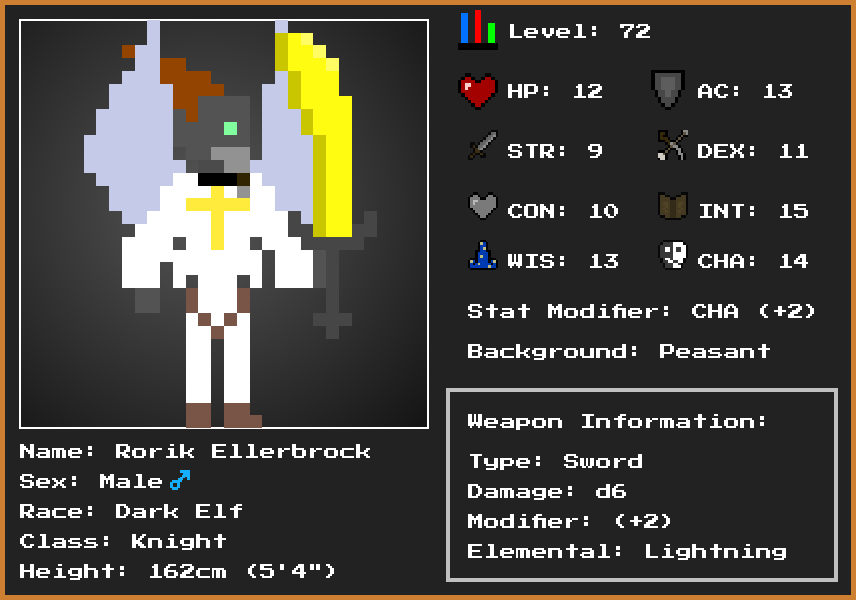 Level: 72
HP: 12
AC: 13
STR: 9
DEX: 11
CON: 10
INT: 15
WIS: 13
CHA: 14
Stat Modifier: CHA (+2)
Background: Peasant
Weapon Information:
Type: Sword
Damage: d6
Modifier: (+2)
Elemental: Lightning
Name: Rorik Ellerbrock
Sex: Male ♂
Race: Dark Elf
Class: Knight
Height: 162cm (5'4")